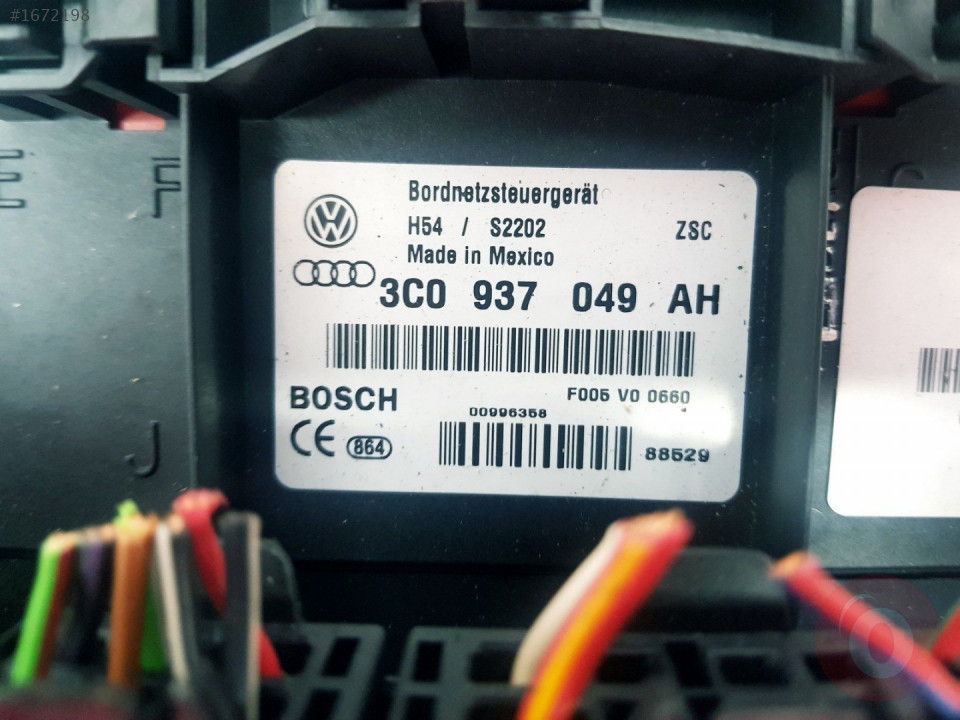 #1672198
E F
J
Bordnetzsteuergerät
H54 / S2202 ZSC
Made in Mexico
3C0 937 049 AH
BOSCH F005 V0 0660
00996358
CE 864
88529